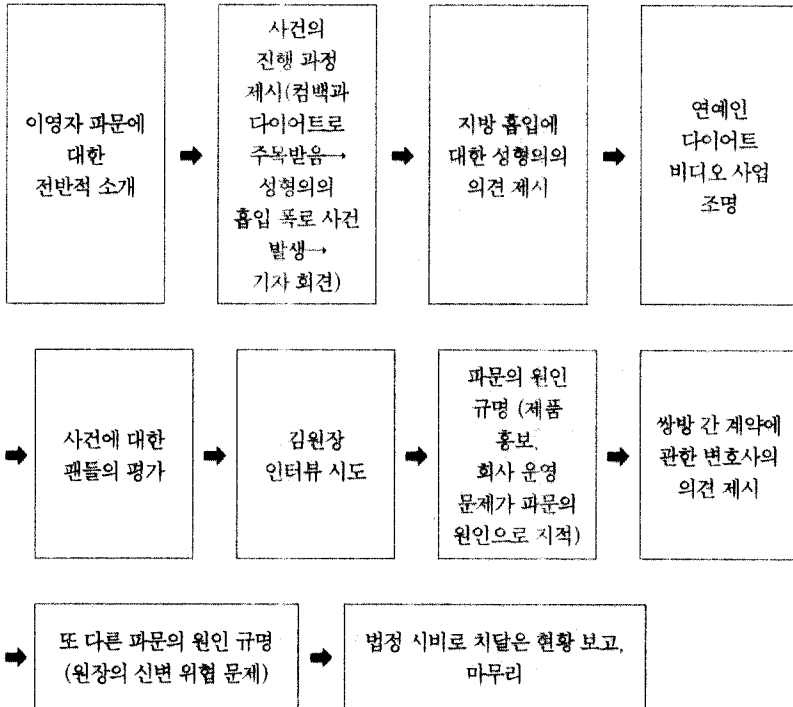 이영자 파문에
대한
전반적 소개
사건의
진행 과정
제시(컴백과
다이어트로
주목받음→
성형의의
흡입 폭로 사건
발생→
기자 회견)
지방 흡입에
대한 성형의의
의견 제시
연예인
다이어트
비디오 사업
조명
사건에 대한
팬들의 평가
김원장
인터뷰 시도
파문의 원인
규명 (제품
홍보,
회사 운영
문제가 파문의
원인으로 지적)
쌍방 간 계약에
관한 변호사의
의견 제시
또 다른 파문의 원인 규명
(원장의 신변 위협 문제)
법정 시비로 치달은 현황 보고,
마무리